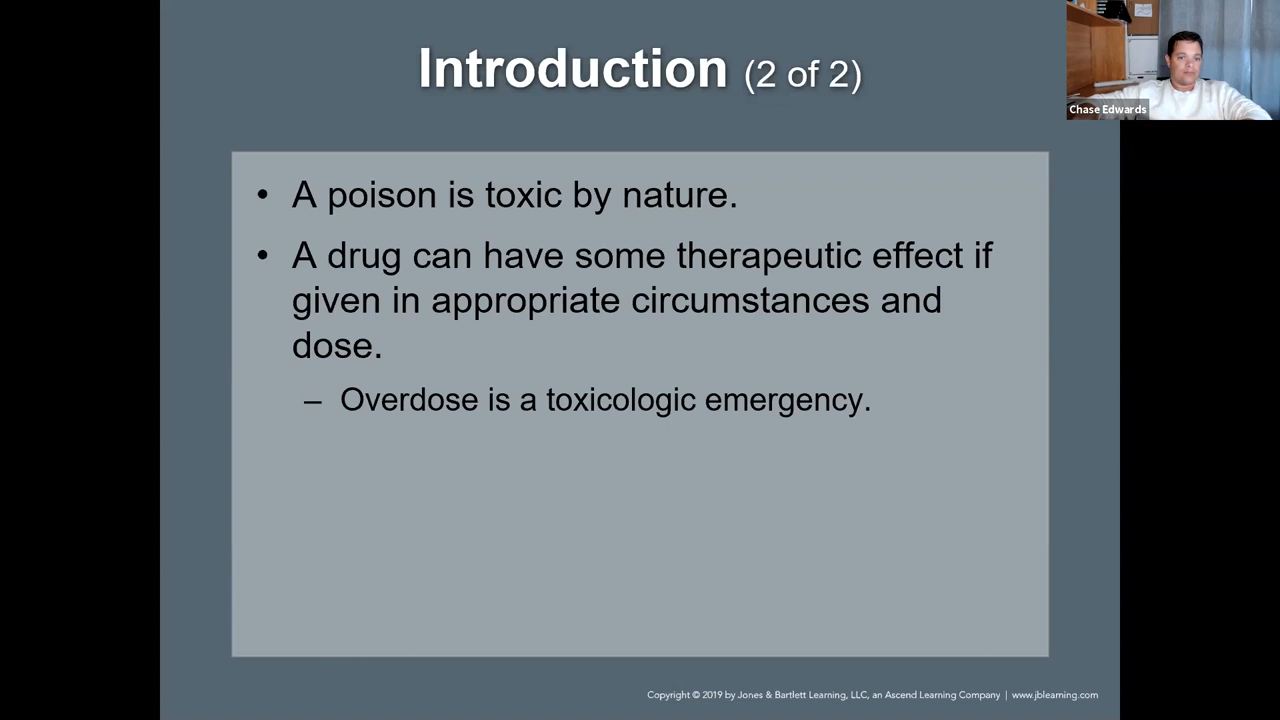 Introduction (2 of 2)
Chase Edwards
• A poison is toxic by nature.
• A drug can have some therapeutic effect if
given in appropriate circumstances and
dose.
– Overdose is a toxicologic emergency.
Copyright © 2019 by Jones & Bartlett Learning, LLC, an Ascend Learning Company | www.jblearning.com